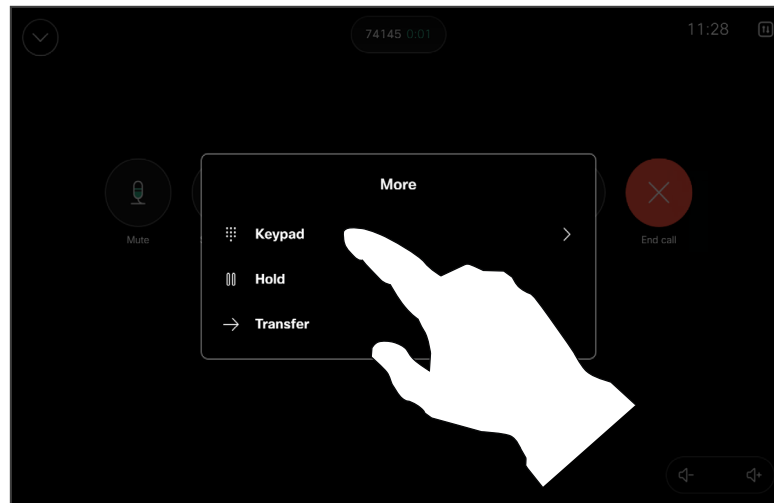 74145 0:01
11:28
More
Keypad
Hold
Transfer
Mute
End call